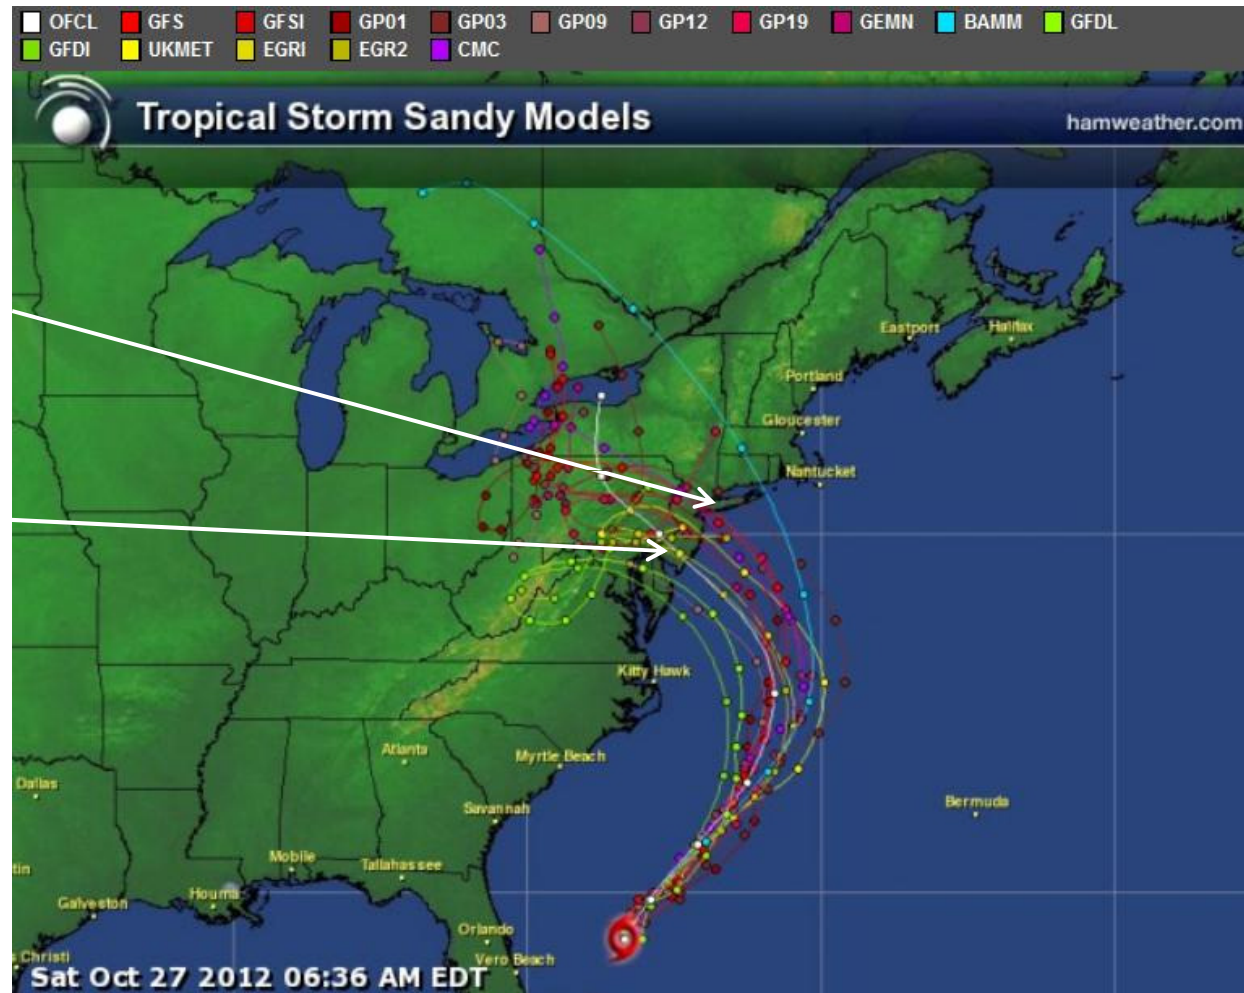 OFCL GFS GFSI GP01 GP03 GP09 GP12 GP19 GEMN BAMM GFDL
GFDI UKMET EGRI EGR2 CMC
Tropical Storm Sandy Models
hamweather.com
Eastport
Halifax
Portland
Gloucester
Nantucket
Kitty Hawk
Atlanta
Myrtle Beach
Dallas
Savannah
Bermuda
Mobile
Tallahassee
tin
Houma
Galveston
Orlando
s Christi
Vero Beach
Sat Oct 27 2012 06:36 AM EDT